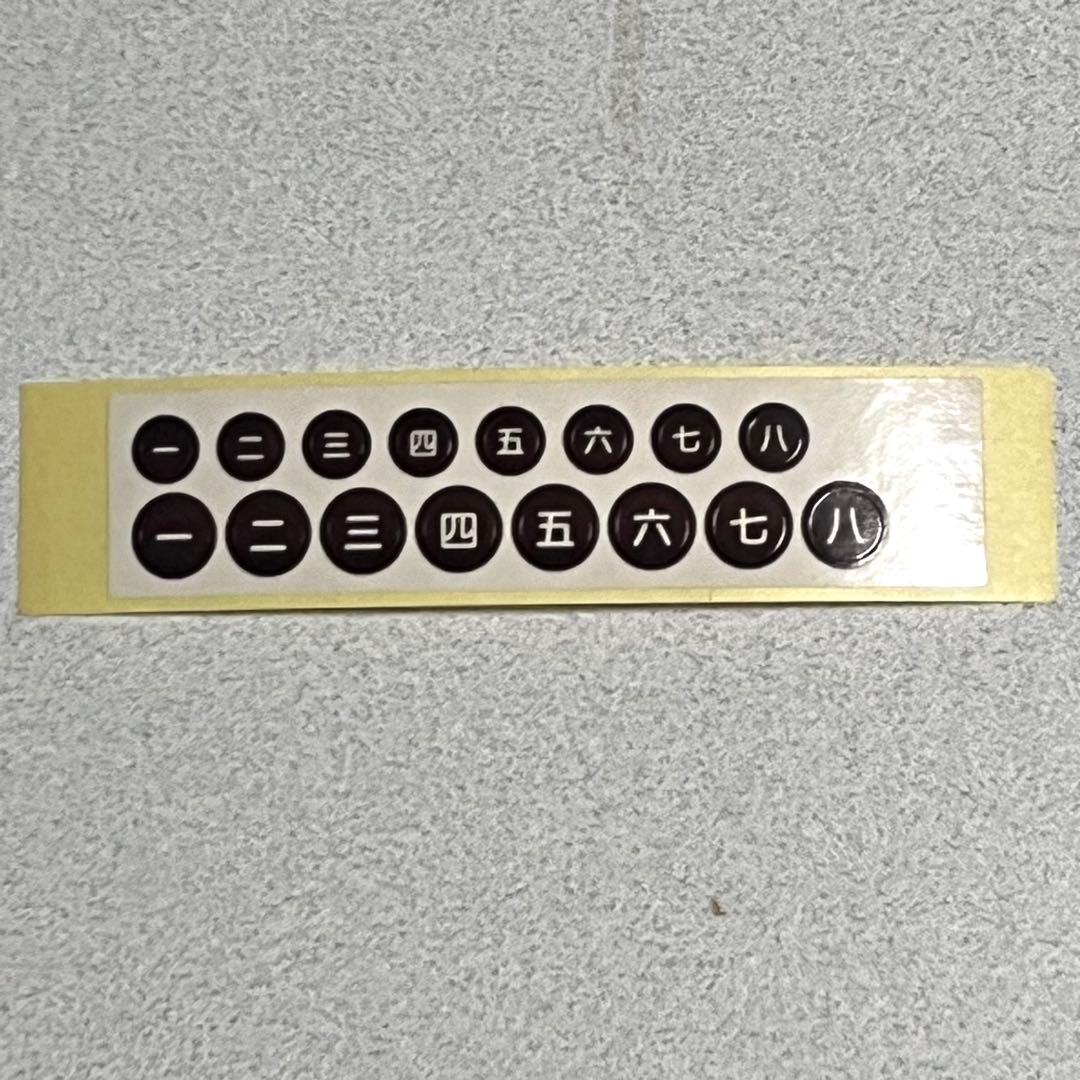 一 二 三 四 五 六 七 八
一 二 三 四 五 六 七 八